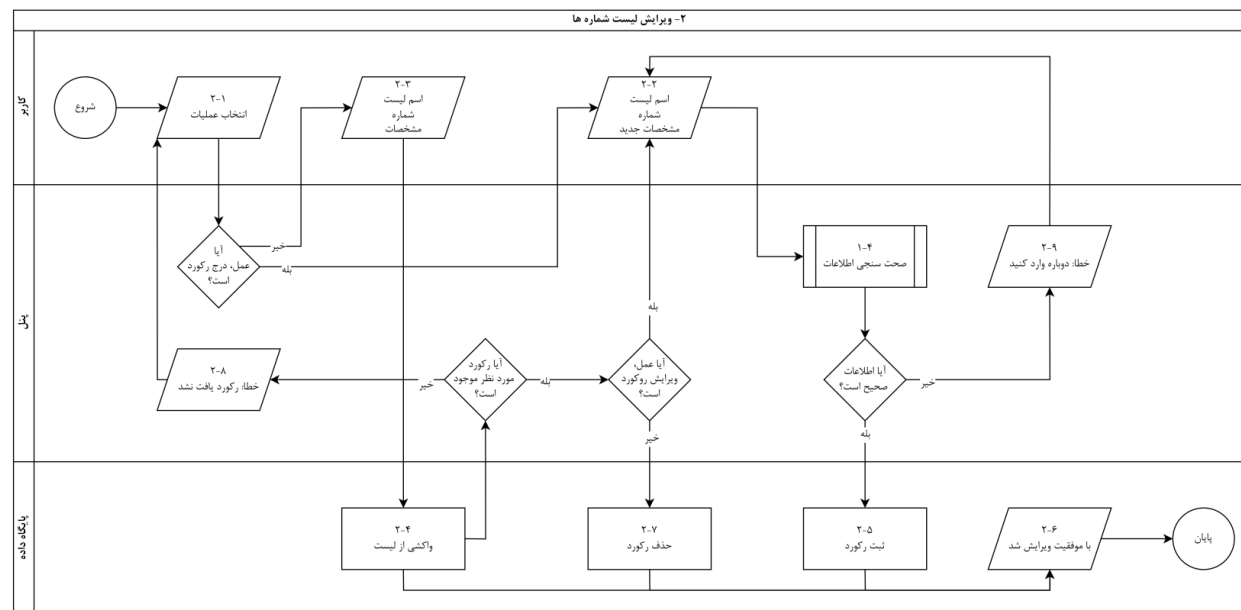 ۲- ویرایش لیست شماره ها
کاربر
شروع
۲-۱
انتخاب عملیات
۲-۳
اسم لیست
شماره
مشخصات
۲-۲
اسم لیست
شماره
مشخصات جدید
پنل
آیا
عمل، درج رکورد
است؟
خیر
بله
۱-۴
صحت سنجی اطلاعات
۲-۹
خطا: دوباره وارد کنید
۲-۸
خطا: رکورد یافت نشد
خیر
آیا رکورد
مورد نظر موجود
است؟
بله
بله
آیا عمل،
ویرایش روکورد
است؟
خیر
آیا اطلاعات
صحیح است؟
خیر
بله
پایگاه داده
۲-۴
واکشی از لیست
۲-۷
حذف رکورد
۲-۵
ثبت رکورد
۲-۶
با موفقیت ویرایش شد
پایان